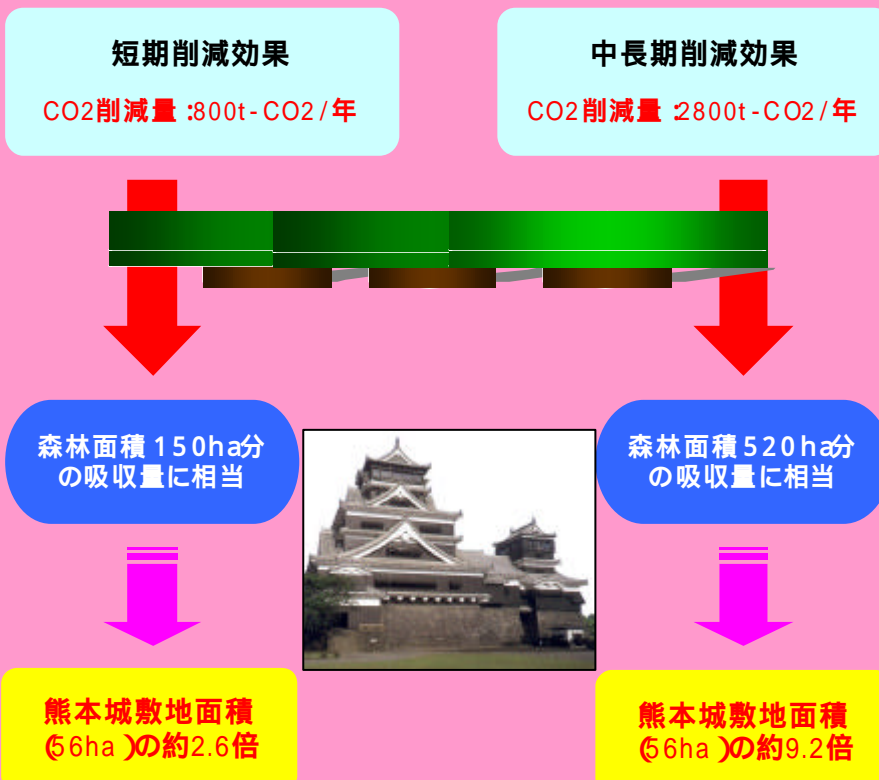 短期削減効果
CO2削減量:800t-CO2/年
中長期削減効果
CO2削減量:2800t-CO2/年
森林面積150ha分
の吸収量に相当
森林面積520ha分
の吸収量に相当
熊本城敷地面積
(56ha)の約2.6倍
熊本城敷地面積
(56ha)の約9.2倍